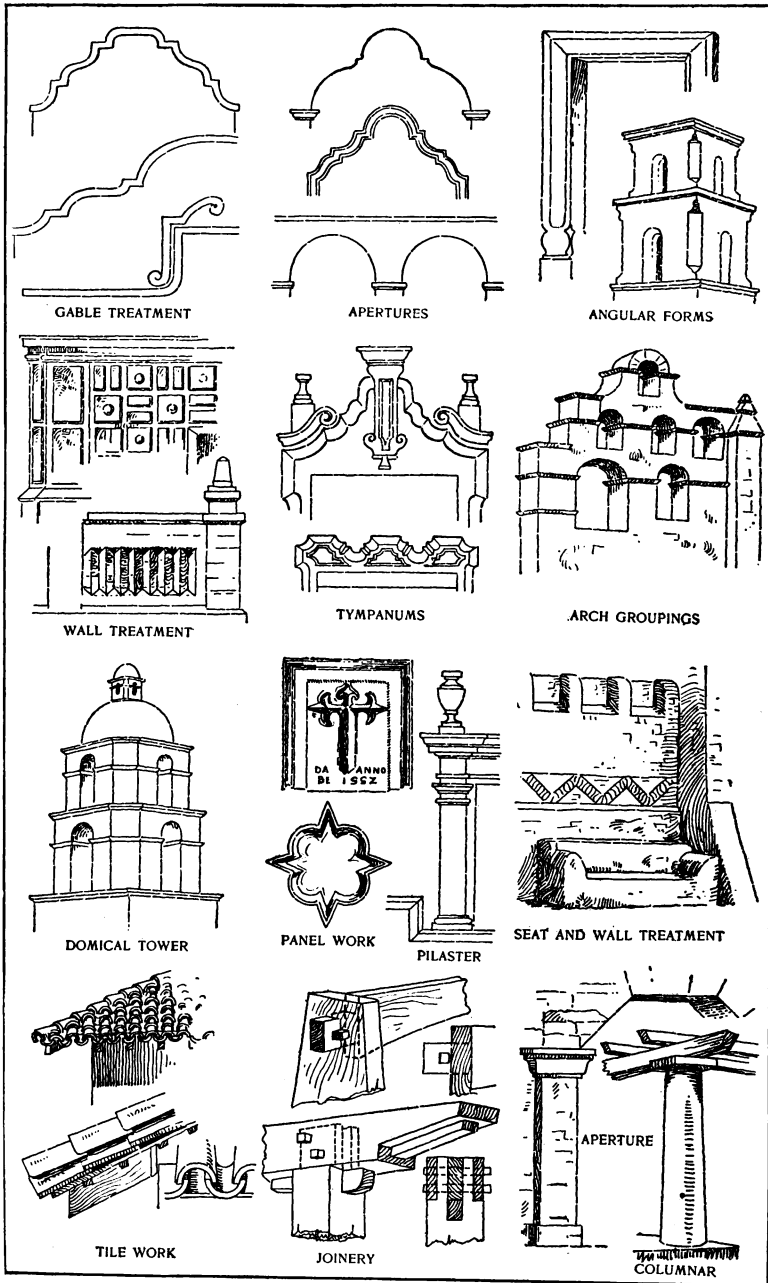 GABLE TREATMENT
APERTURES
ANGULAR FORMS
WALL TREATMENT
TYMPANUMS
ARCH GROUPINGS
DA ANNO
DE 1552
DOMICAL TOWER
PANEL WORK
PILASTER
SEAT AND WALL TREATMENT
TILE WORK
JOINERY
APERTURE
COLUMNAR